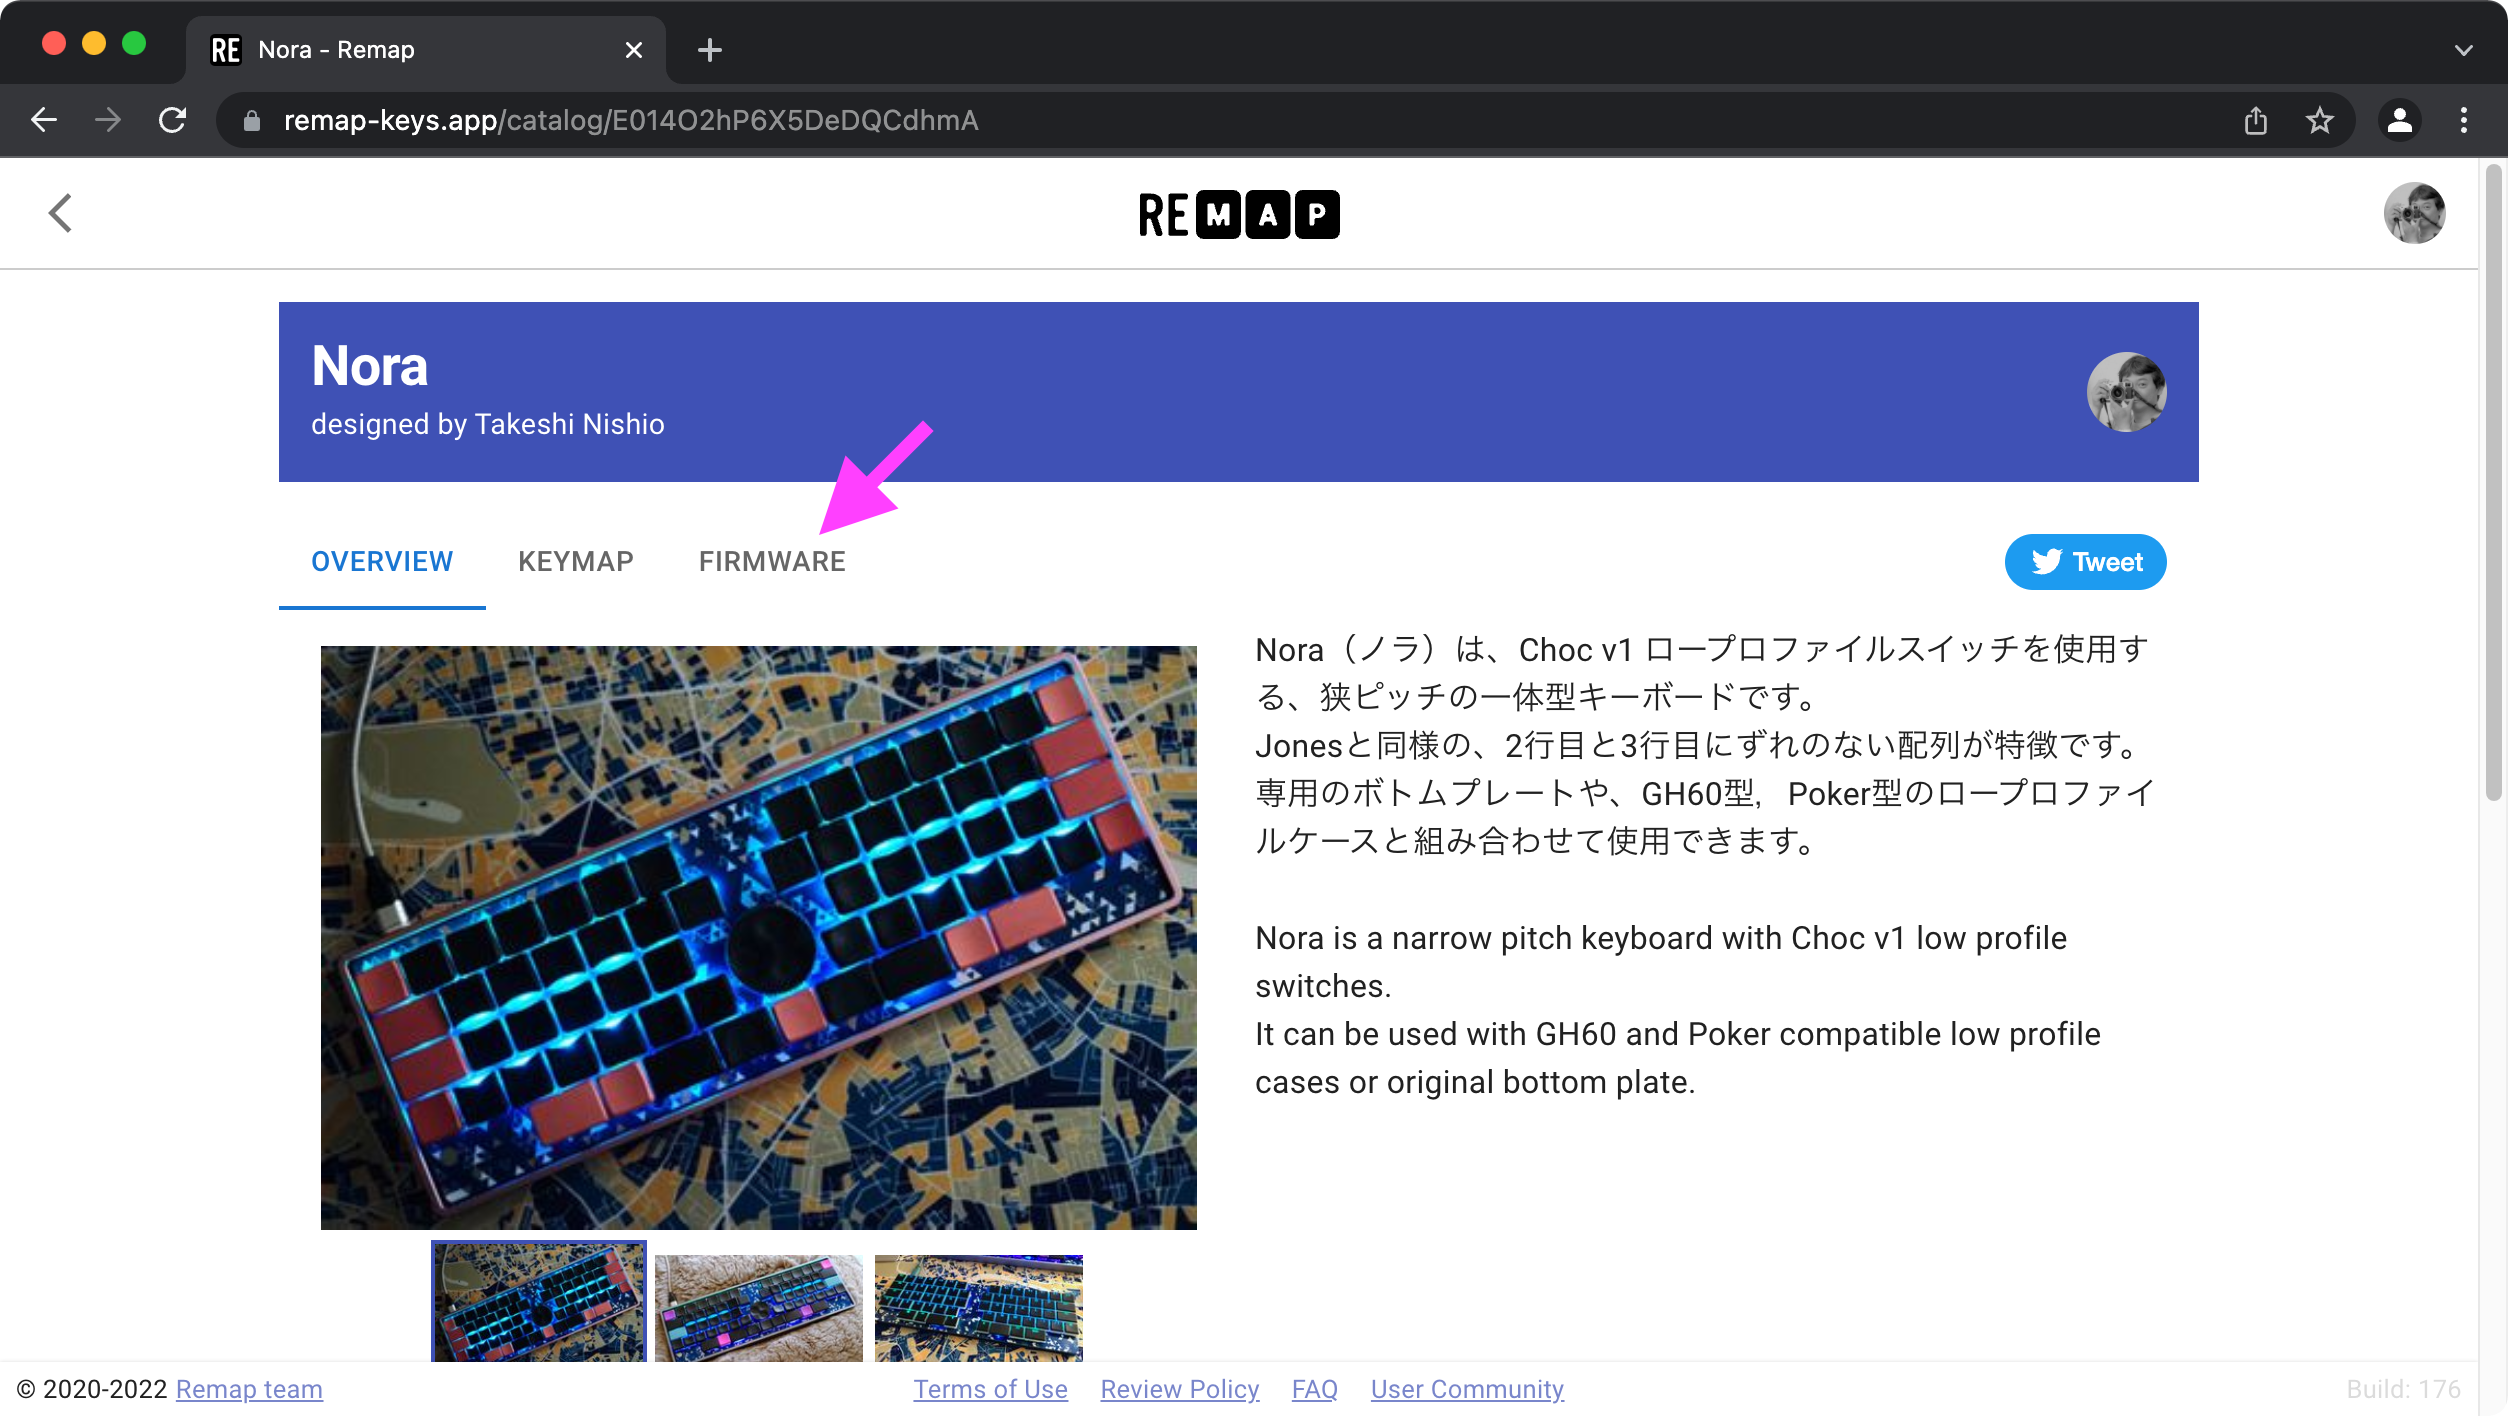 RE Nora - Remap
remap-keys.app/catalog/E014O2hP6X5DeDQCdhmA
REMAP
Nora
designed by Takeshi Nishio
OVERVIEW KEYMAP FIRMWARE
Tweet
Nora（ノラ）は、Choc v1 ロープロファイルスイッチを使用す
る、狭ピッチの一体型キーボードです。
Jonesと同様の、2行目と3行目にずれのない配列が特徴です。
専用のボトムプレートや、GH60型，Poker型のロープロファイ
ルケースと組み合わせて使用できます。
Nora is a narrow pitch keyboard with Choc v1 low profile
switches.
It can be used with GH60 and Poker compatible low profile
cases or original bottom plate.
© 2020-2022 Remap team Terms of Use Review Policy FAQ User Community Build: 176